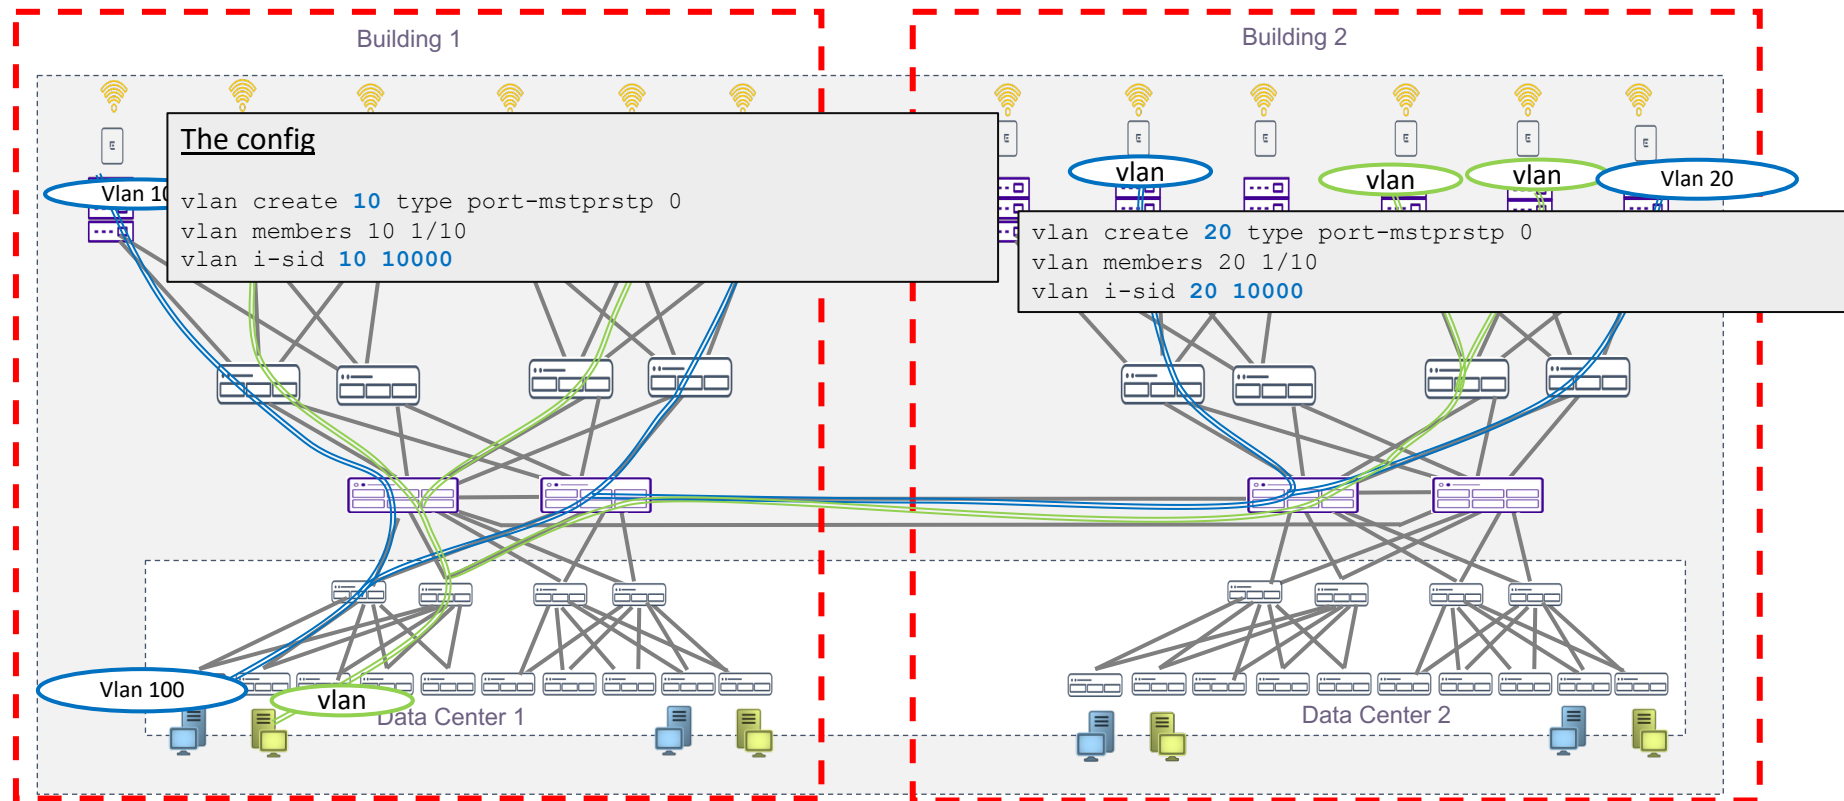 Building 1
Building 2
The config
vlan create 10 type port-mstprstp 0
vlan members 10 1/10
vlan i-sid 10 10000
Vlan 10
vlan
vlan
vlan
Vlan 20
vlan create 20 type port-mstprstp 0
vlan members 20 1/10
vlan i-sid 20 10000
Vlan 100
vlan
Data Center 1
Data Center 2